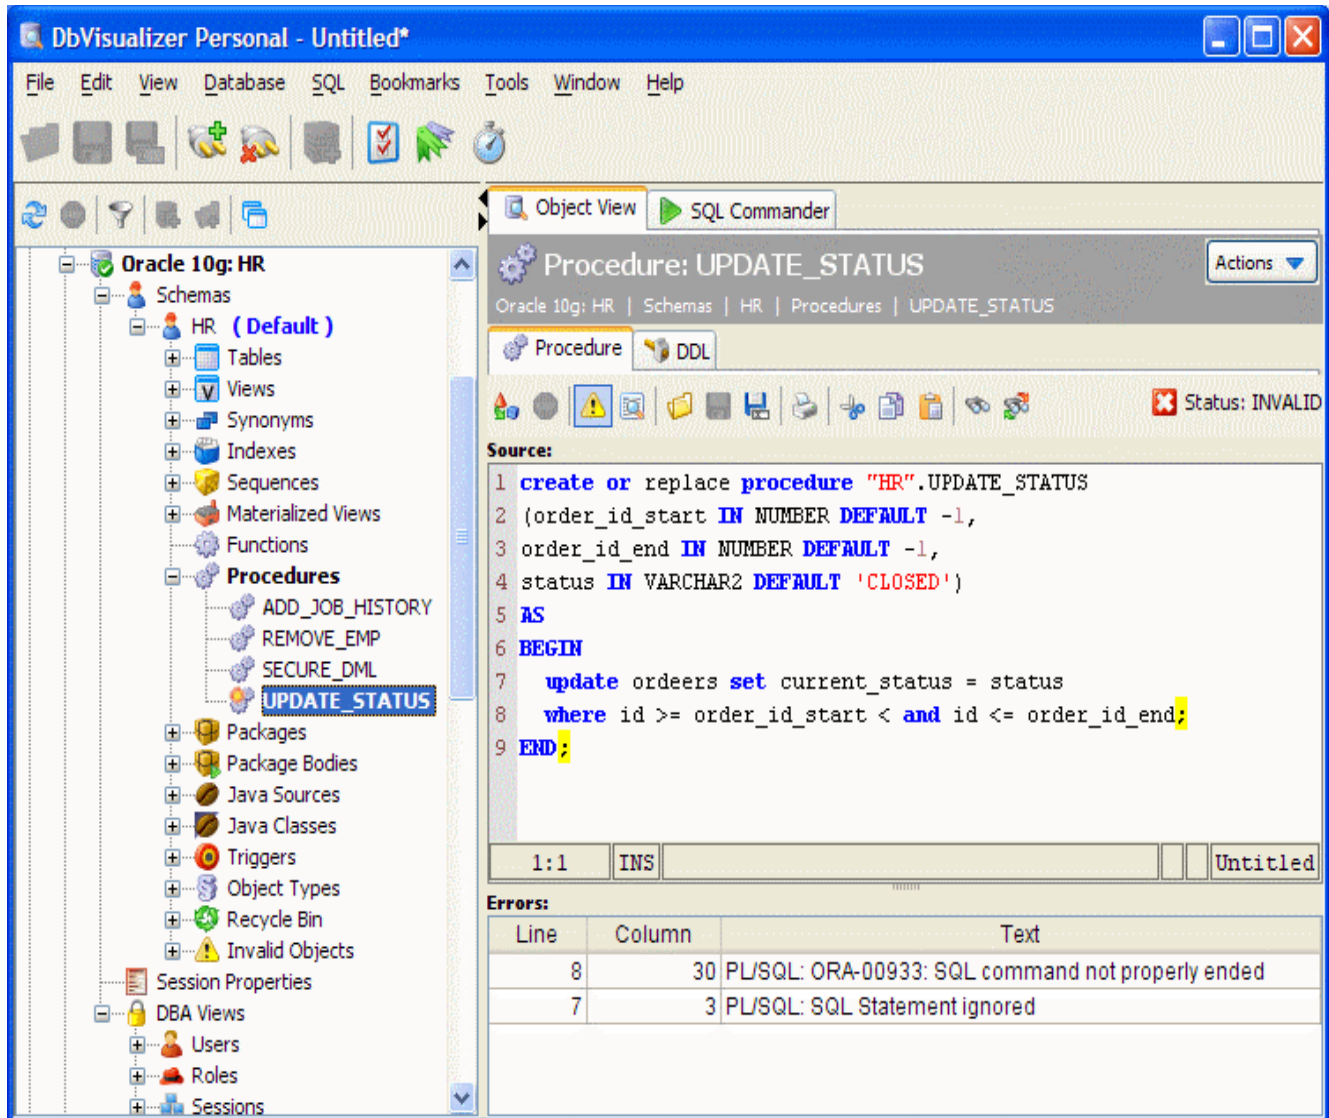 DbVisualizer Personal - Untitled*
File Edit View Database SQL Bookmarks Tools Window Help
Oracle 10g: HR
Schemas
HR ( Default )
Tables
Views
Synonyms
Indexes
Sequences
Materialized Views
Functions
Procedures
ADD_JOB_HISTORY
REMOVE_EMP
SECURE_DML
UPDATE_STATUS
Packages
Package Bodies
Java Sources
Java Classes
Triggers
Object Types
Recycle Bin
Invalid Objects
Session Properties
DBA Views
Users
Roles
Sessions
Object View SQL Commander
Procedure: UPDATE_STATUS Actions
Oracle 10g: HR | Schemas | HR | Procedures | UPDATE_STATUS
Procedure DDL
Status: INVALID
Source:
1 create or replace procedure "HR".UPDATE_STATUS
2 (order_id_start IN NUMBER DEFAULT -1,
3 order_id_end IN NUMBER DEFAULT -1,
4 status IN VARCHAR2 DEFAULT 'CLOSED')
5 AS
6 BEGIN
7 update ordeers set current_status = status
8 where id >= order_id_start < and id <= order_id_end;
9 END;
1:1 INS Untitled
Errors:
Line Column Text
8 30 PL/SQL: ORA-00933: SQL command not properly ended
7 3 PL/SQL: SQL Statement ignored